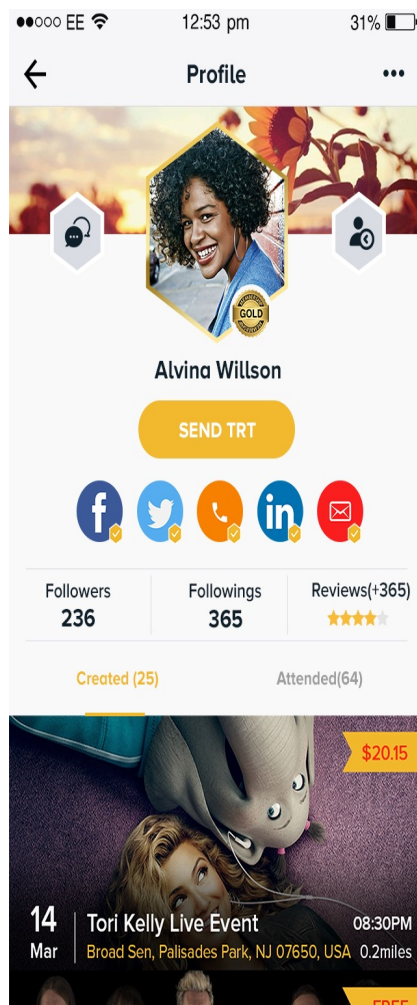 EE 12:53 pm 31%
Profile
GOLD
Alvina Willson
SEND TRT
f in
Followers Followings Reviews(+365)
236 365
Created (25) Attended(64)
$20.15
14 Tori Kelly Live Event 08:30PM
Mar Broad Sen, Palisades Park, NJ 07650, USA 0.2miles
FREE